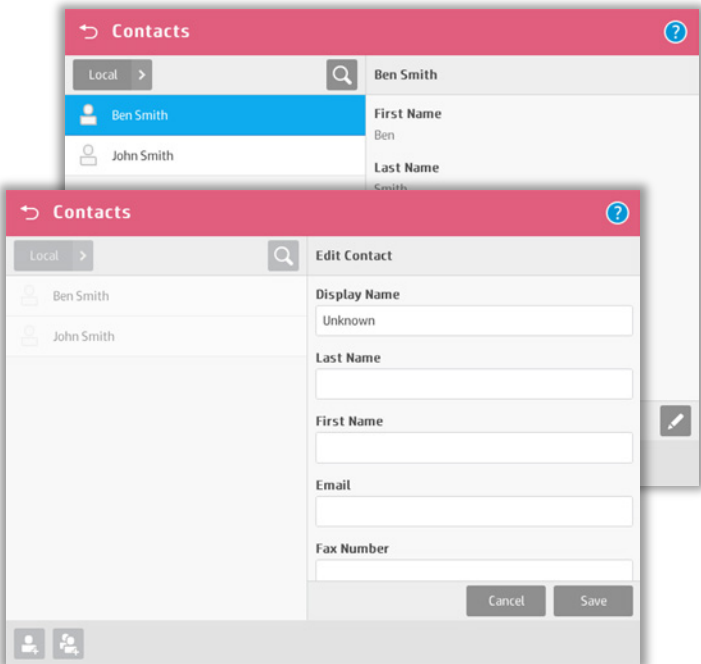 Contacts
?
Local >
Ben Smith
Ben Smith
First Name
Ben
John Smith
Last Name
Smith
Contacts
?
Local >
Edit Contact
Ben Smith
John Smith
Display Name
Unknown
Last Name
First Name
Email
Fax Number
Cancel
Save